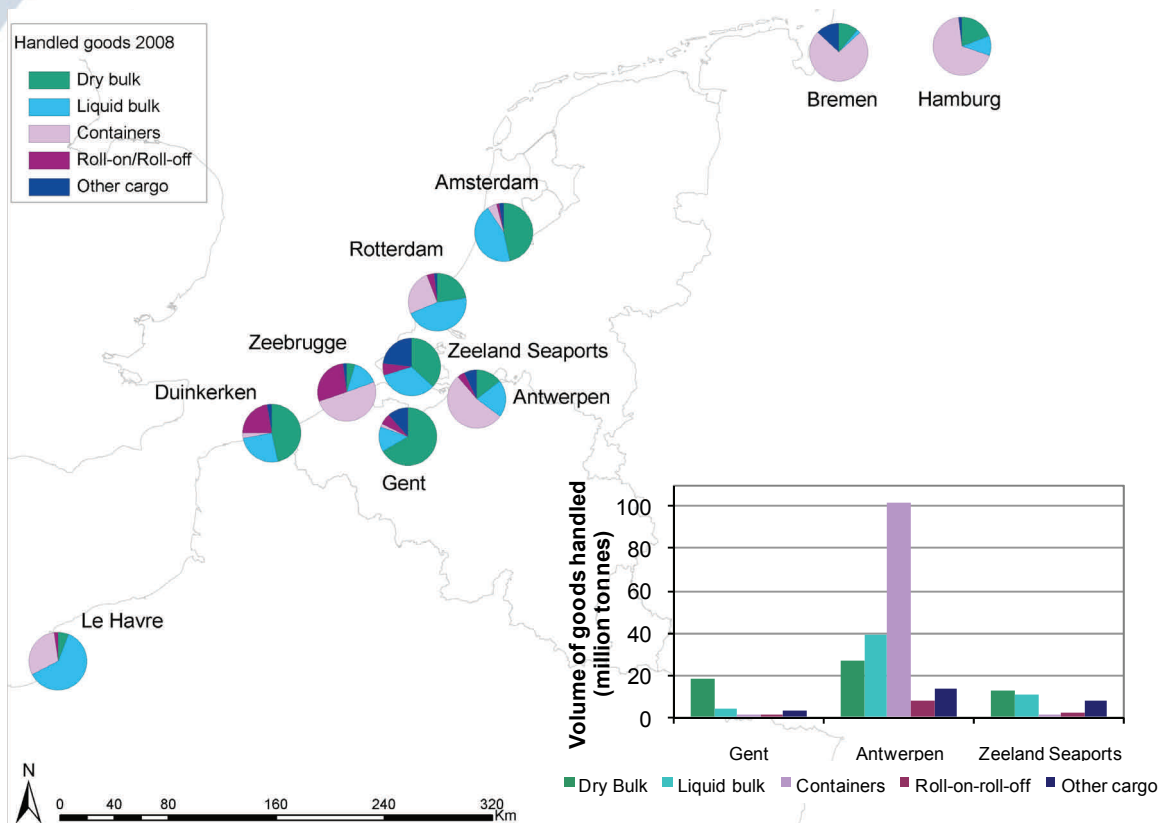 Handled goods 2008
Dry bulk
Liquid bulk
Containers
Roll-on/Roll-off
Other cargo
Bremen
Hamburg
Amsterdam
Rotterdam
Zeebrugge
Zeeland Seaports
Duinkerken
Antwerpen
Gent
Le Havre
N
0 40 80 160 240 320
Km
Volume of goods handled
(million tonnes)
100
80
60
40
20
0
Gent Antwerpen Zeeland Seaports
Dry Bulk Liquid bulk Containers Roll-on-roll-off Other cargo